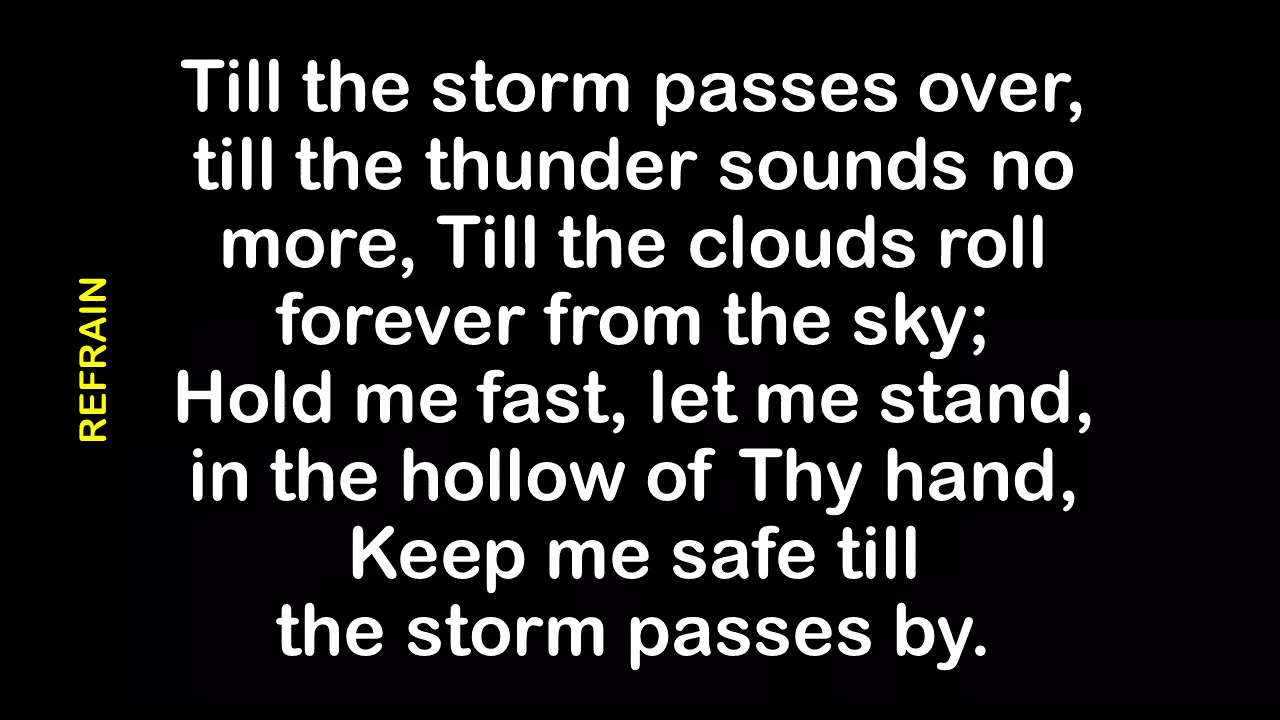 REFRAIN
Till the storm passes over,
till the thunder sounds no
more, Till the clouds roll
forever from the sky;
Hold me fast, let me stand,
in the hollow of Thy hand,
Keep me safe till
the storm passes by.